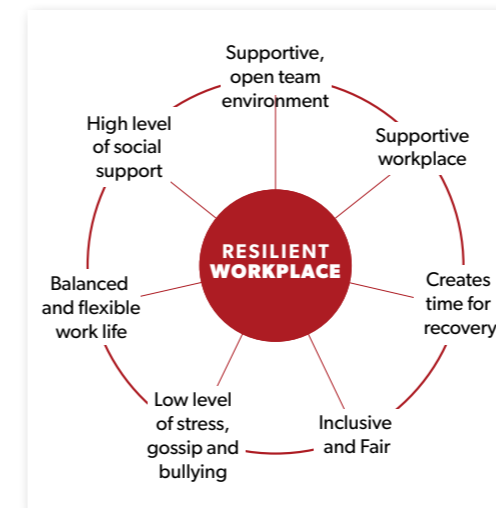 Supportive,
open team
environment
Supportive
workplace
Creates
time for
recovery
Inclusive
and Fair
Low level
of stress,
gossip and
bullying
Balanced
and flexible
work life
High level
of social
support
RESILIENT
WORKPLACE